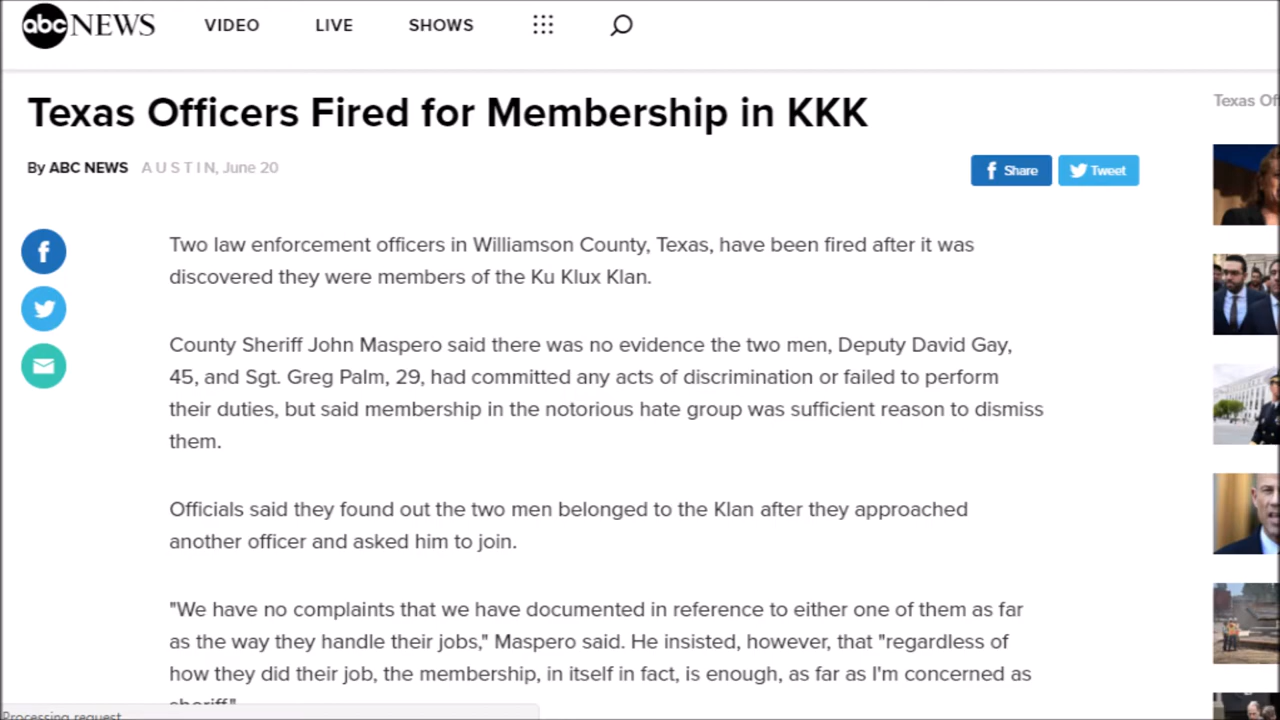 abc NEWS VIDEO LIVE SHOWS
Texas Officers Fired for Membership in KKK
Texas Of
By ABC NEWS AUSTIN, June 20
Share Tweet
Two law enforcement officers in Williamson County, Texas, have been fired after it was
discovered they were members of the Ku Klux Klan.
County Sheriff John Maspero said there was no evidence the two men, Deputy David Gay,
45, and Sgt. Greg Palm, 29, had committed any acts of discrimination or failed to perform
their duties, but said membership in the notorious hate group was sufficient reason to dismiss
them.
Officials said they found out the two men belonged to the Klan after they approached
another officer and asked him to join.
"We have no complaints that we have documented in reference to either one of them as far
as the way they handle their jobs," Maspero said. He insisted, however, that "regardless of
how they did their job, the membership, in itself in fact, is enough, as far as I'm concerned as
sheriff"
Processing request